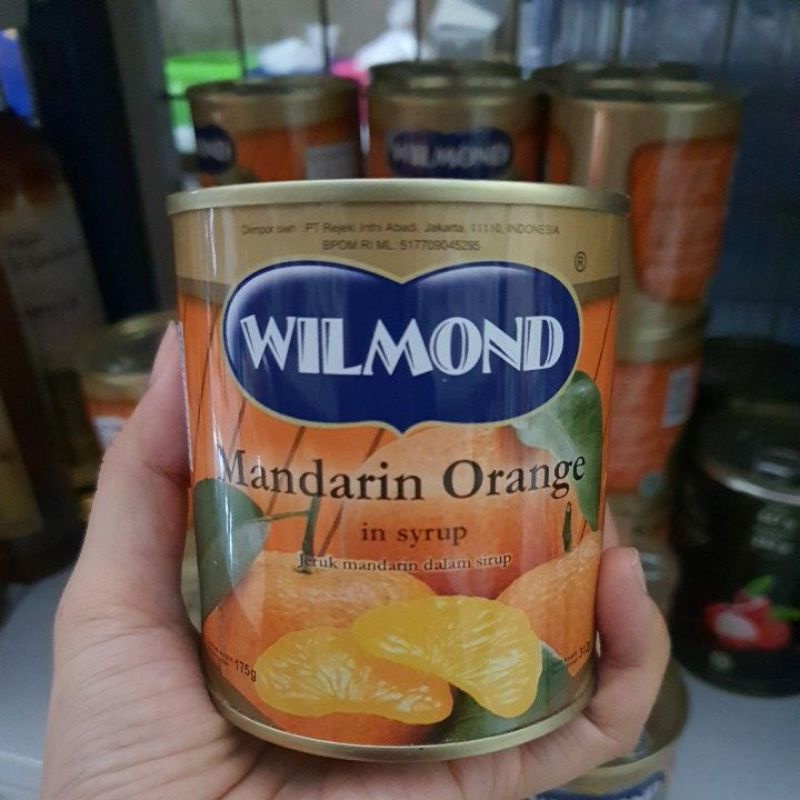 Diimpor oleh : PT Rejeki Inthi Abadi, Jakarta, 11110, INDONESIA
BPOM RI ML: 517709045295
®
WILMOND
Mandarin Orange
in syrup
Jeruk mandarin dalam sirup
175g
WILMOND